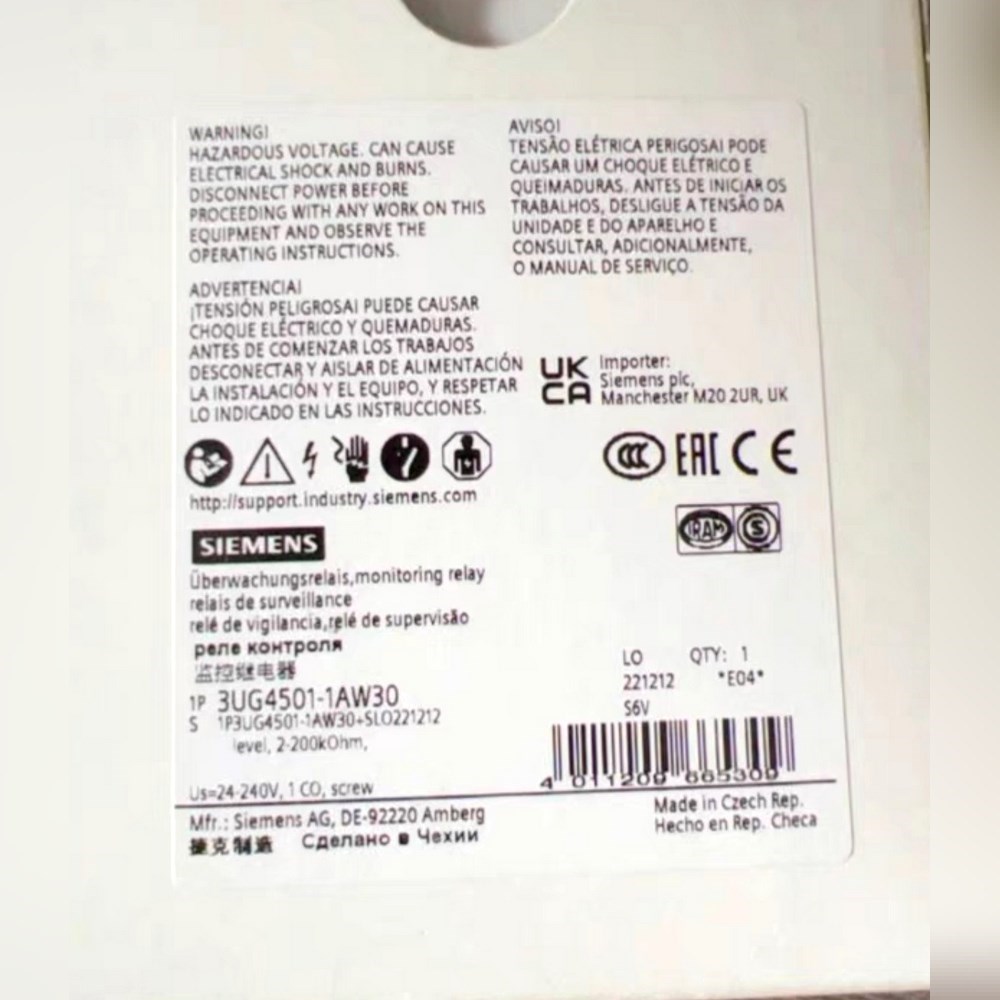 WARNING!
HAZARDOUS VOLTAGE. CAN CAUSE
ELECTRICAL SHOCK AND BURNS.
DISCONNECT POWER BEFORE
PROCEEDING WITH ANY WORK ON THIS
EQUIPMENT AND OBSERVE THE
OPERATING INSTRUCTIONS.
ADVERTENCIA!
¡TENSIÓN PELIGROSA! PUEDE CAUSAR
CHOQUE ELÉCTRICO Y QUEMADURAS.
ANTES DE COMENZAR LOS TRABAJOS
DESCONECTAR Y AISLAR DE ALIMENTACIÓN
LA INSTALACIÓN Y EL EQUIPO, Y RESPETAR
LO INDICADO EN LAS INSTRUCCIONES.
AVISO!
TENSÃO ELÉTRICA PERIGOSA! PODE
CAUSAR UM CHOQUE ELÉTRICO E
QUEIMADURAS. ANTES DE INICIAR OS
TRABALHOS, DESLIGUE A TENSÃO DA
UNIDADE E DO APARELHO E
CONSULTAR, ADICIONALMENTE,
O MANUAL DE SERVIÇO.
UK
CA
Importer:
Siemens plc,
Manchester M20 2UR, UK
CCC EAC CE
http://support.industry.siemens.com
IRAM S
SIEMENS
Überwachungsrelais,monitoring relay
relais de surveillance
relé de vigilancia,relé de supervisão
реле контроля
监控继电器
1P 3UG4501-1AW30
S 1P3UG4501-1AW30+SLO221212
level, 2-200kOhm,
Us=24-240V, 1 CO, screw
LO QTY: 1
221212 *E04*
S6V
4 011209 665309
Mfr.: Siemens AG, DE-92220 Amberg
捷克制造 Сделано в Чехии
Made in Czech Rep.
Hecho en Rep. Checa